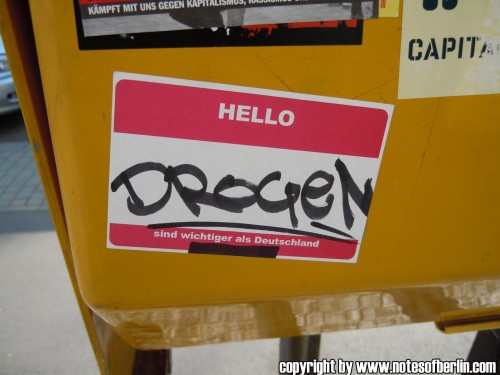 KÄMPFT MIT UNS GEGEN KAPITALISMUS, RASSISMUS
CAPITA
HELLO
DROGEN
sind wichtiger als Deutschland
copyright by www.notesofberlin.com